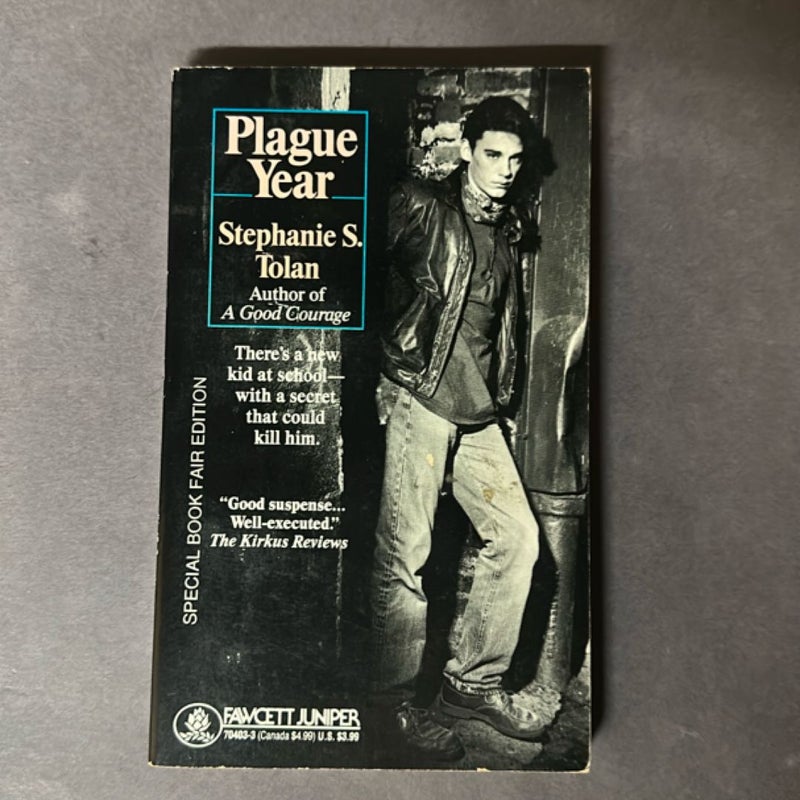 Plague
Year
Stephanie S.
Tolan
Author of
A Good Courage
There's a new
kid at school—
with a secret
that could
kill him.
"Good suspense...
Well-executed."
The Kirkus Reviews
SPECIAL BOOK FAIR EDITION
FAWCETT JUNIPER
70403-3 (Canada $4.99) U.S. $3.99